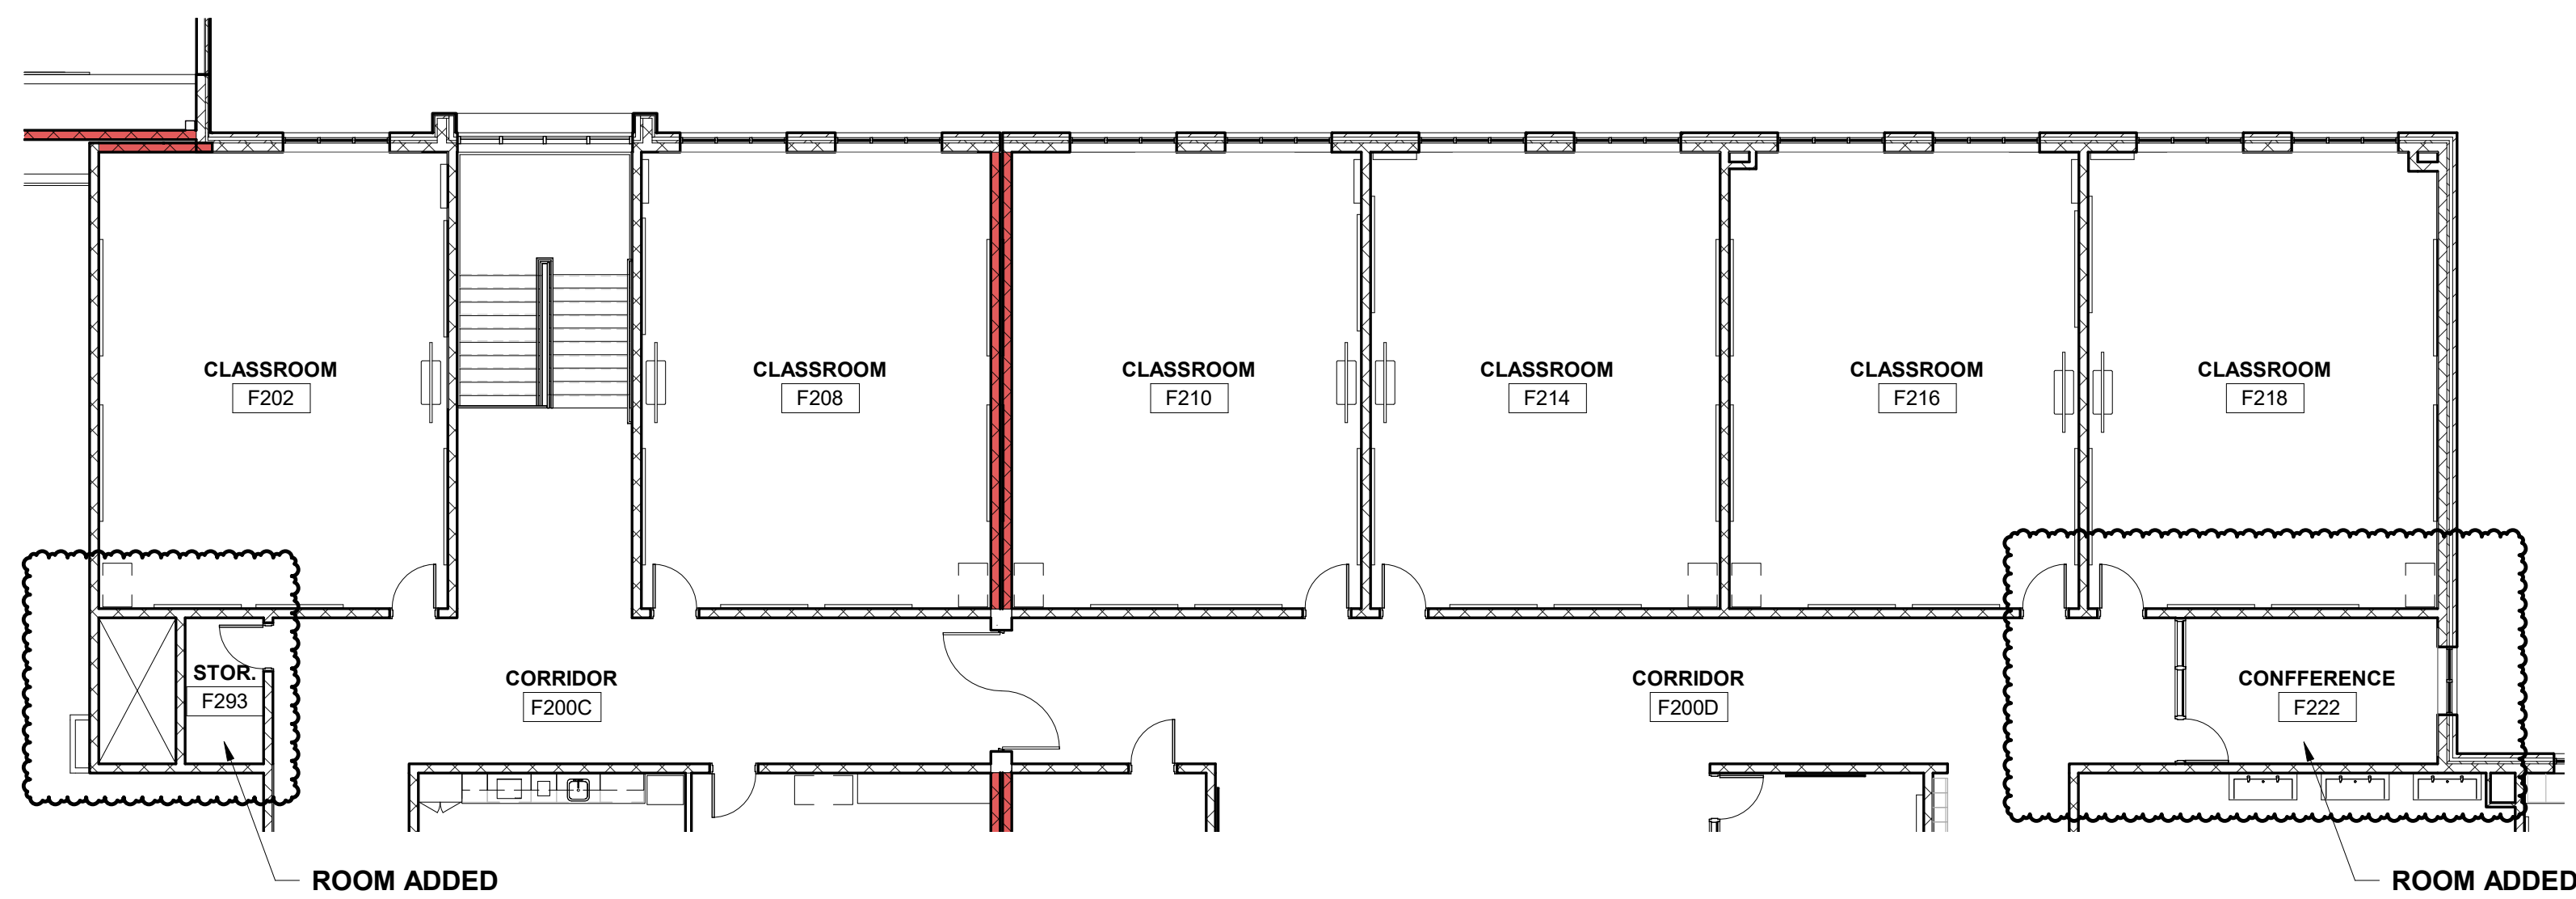 CLASSROOM
F202
CLASSROOM
F208
CLASSROOM
F210
CLASSROOM
F214
CLASSROOM
F216
CLASSROOM
F218
STOR.
F293
CORRIDOR
F200C
CORRIDOR
F200D
CONFFERENCE
F222
ROOM ADDED
ROOM ADDED